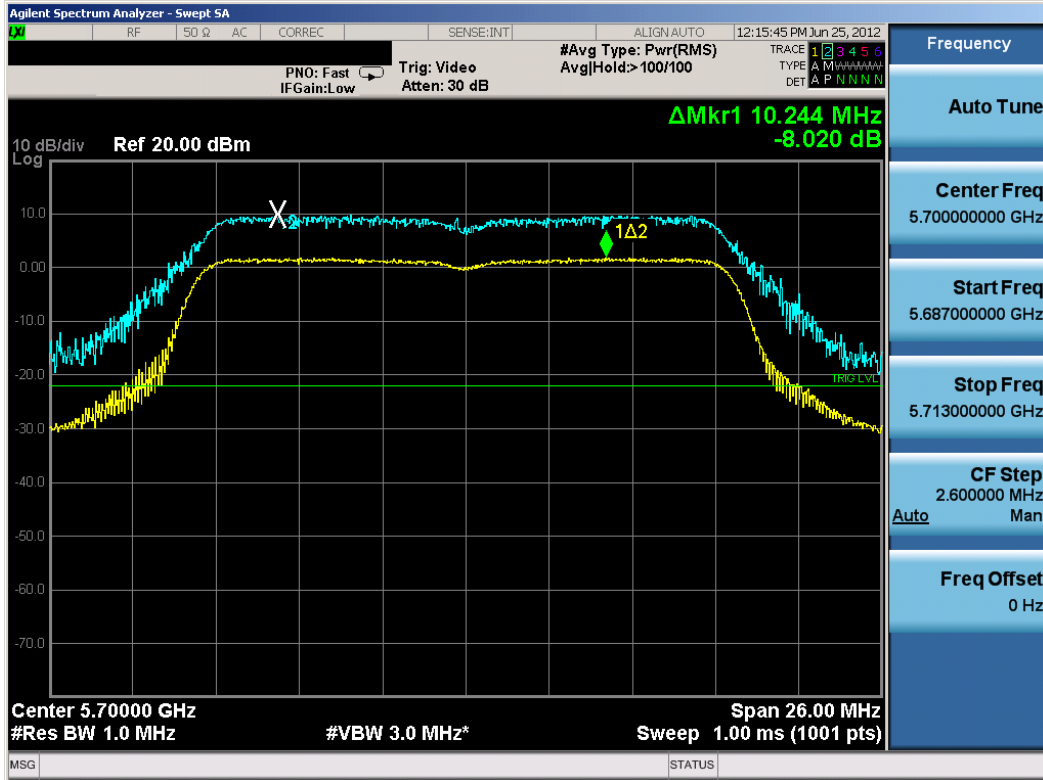 Agilent Spectrum Analyzer - Swept SA
LXI RF 50 Ω AC CORREC SENSE:INT ALIGN AUTO 12:15:45 PM Jun 25, 2012
PNO: Fast Trig: Video #Avg Type: Pwr(RMS) TRACE 1 2 3 4 5 6
IFGain:Low Atten: 30 dB Avg|Hold:> 100/100 TYPE A M W W W W
DET A P N N N N
ΔMkr1 10.244 MHz
-8.020 dB
10 dB/div Ref 20.00 dBm
Log
10.0
0.00
-10.0
-20.0
-30.0
-40.0
-50.0
-60.0
-70.0
X2
1Δ2
TRIG LVL
Center 5.70000 GHz Span 26.00 MHz
#Res BW 1.0 MHz #VBW 3.0 MHz* Sweep 1.00 ms (1001 pts)
MSG STATUS
Frequency
Auto Tune
Center Freq
5.700000000 GHz
Start Freq
5.687000000 GHz
Stop Freq
5.713000000 GHz
CF Step
2.600000 MHz
Auto Man
Freq Offset
0 Hz